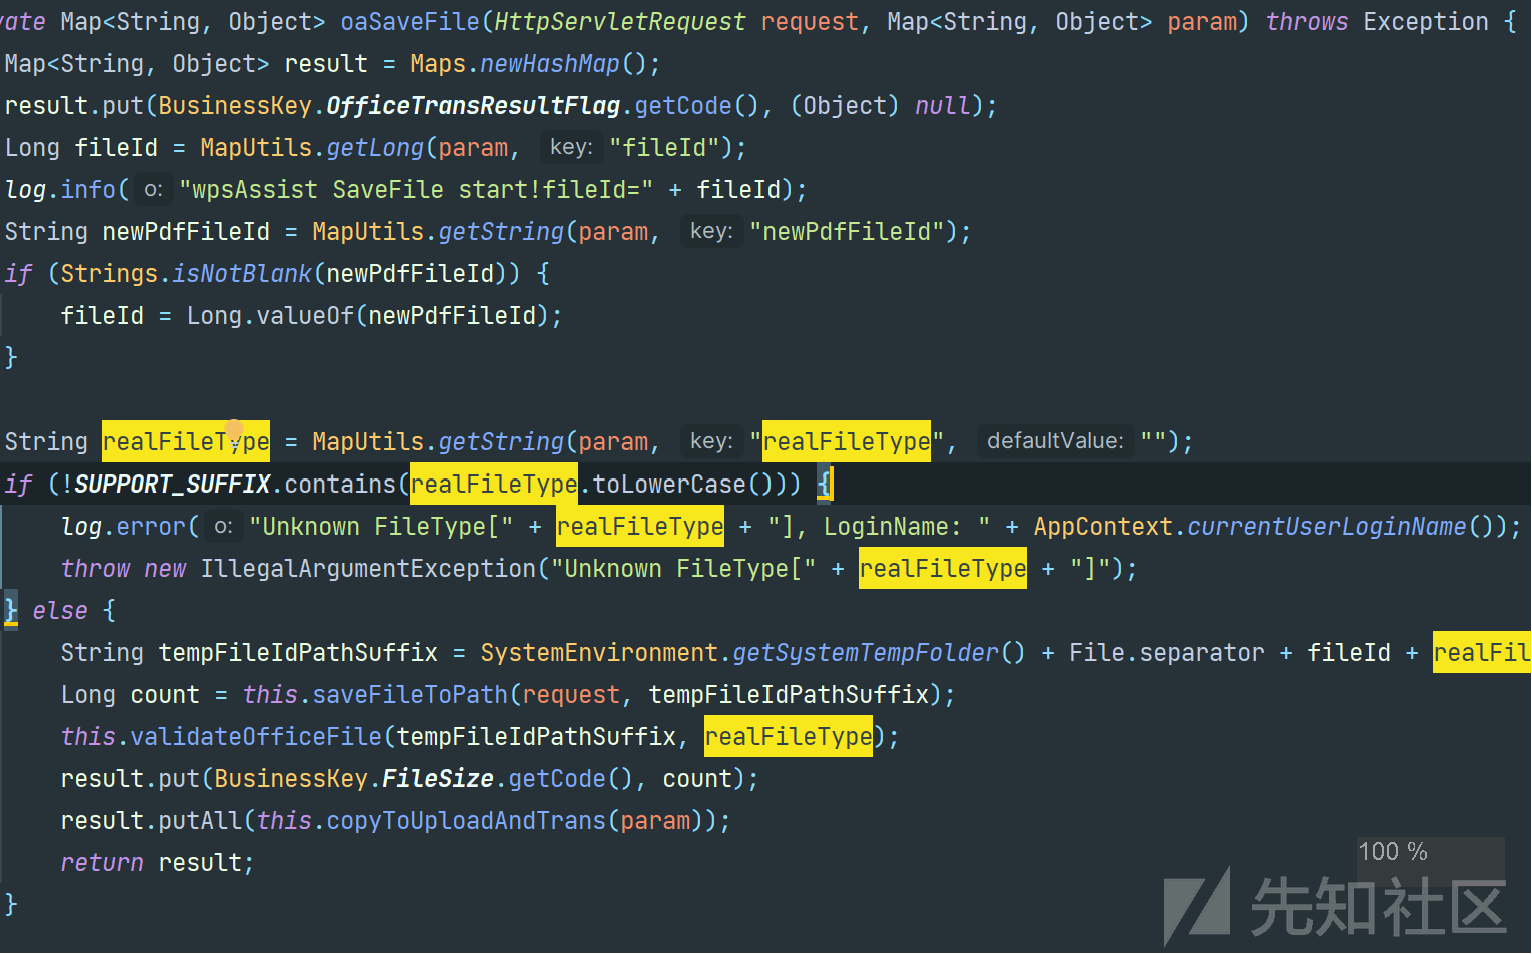 vate Map<String, Object> oaSaveFile(HttpServletRequest request, Map<String, Object> param) throws Exception {
Map<String, Object> result = Maps.newHashMap();
result.put(BusinessKey.OfficeTransResultFlag.getCode(), (Object) null);
Long fileId = MapUtils.getLong(param, key: "fileId");
log.info( o: "wpsAssist SaveFile start!fileId=" + fileId);
String newPdfFileId = MapUtils.getString(param, key: "newPdfFileId");
if (Strings.isNotBlank(newPdfFileId)) {
fileId = Long.valueOf(newPdfFileId);
}
String realFileType = MapUtils.getString(param, key: "realFileType", defaultValue: "");
if (!SUPPORT_SUFFIX.contains(realFileType.toLowerCase())) {
log.error( o: "Unknown FileType[" + realFileType + "], LoginName: " + AppContext.currentUserLoginName());
throw new IllegalArgumentException("Unknown FileType[" + realFileType + "]");
} else {
String tempFileIdPathSuffix = SystemEnvironment.getSystemTempFolder() + File.separator + fileId + realFil
Long count = this.saveFileToPath(request, tempFileIdPathSuffix);
this.validateOfficeFile(tempFileIdPathSuffix, realFileType);
result.put(BusinessKey.FileSize.getCode(), count);
result.putAll(this.copyToUploadAndTrans(param));
return result;
}
100 %
先知社区